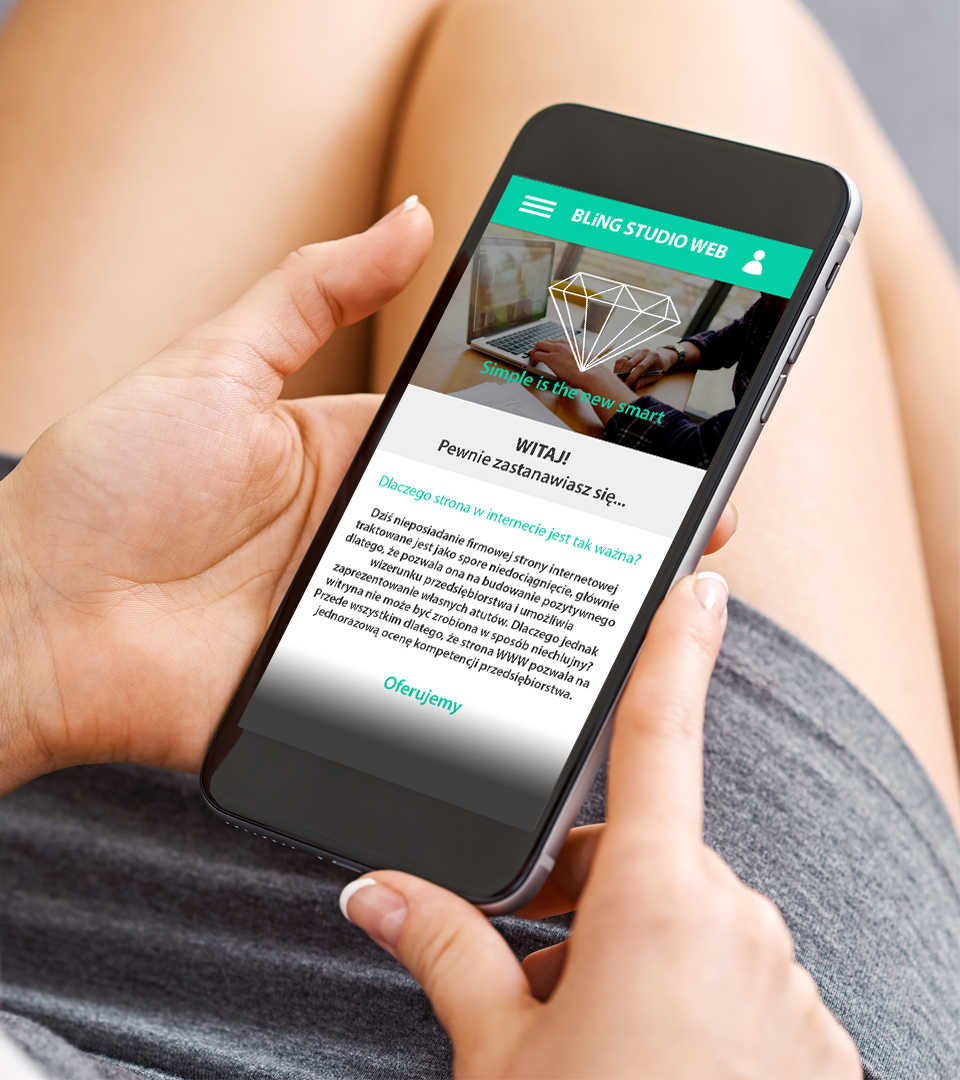 BLiNG STUDIO WEB
Simple is the new smart
WITAJ!
Pewnie zastanawiasz się...
Dlaczego strona w internecie jest tak ważna?
Dziś nieposiadanie firmowej strony internetowej
traktowane jest jako spore niedociągnięcie, głównie
dlatego, że pozwala ona na budowanie pozytywnego
wizerunku przedsiębiorstwa i umożliwia
zaprezentowanie własnych atutów. Dlaczego jednak
witryna nie może być zrobiona w sposób niechlujny?
Przede wszystkim dlatego, że strona WWW pozwala na
jednorazową ocenę kompetencji przedsiębiorstwa.
Oferujemy